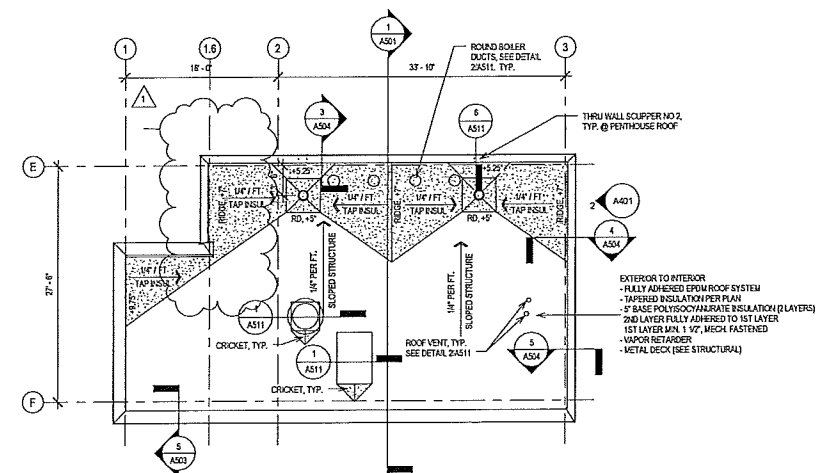 1
A501
1
1.6
2
3
ROUND BOILER
DUCTS, SEE DETAIL
2/A511. TYP.
33'- 10"
1
3
A504
6
A511
THRU WALL SCUPPER NO 2,
TYP. @ PENTHOUSE ROOF
E
+5.25"
1/4" / FT.
TAP INSUL
RIDGE, +7"
RD, +5"
1/4" / FT.
TAP INSUL
1/4" / FT.
TAP INSUL
RD, +5"
1/4" / FT.
TAP INSUL
2
A401
4
A504
27'- 6"
1/4" / FT.
TAP INSUL
+9.75"
1/4" PER FT.
SLOPED STRUCTURE
1/4" PER FT.
SLOPED STRUCTURE
EXTERIOR TO INTERIOR
- FULLY ADHERED EPDM ROOF SYSTEM
- TAPERED INSULATION PER PLAN
- 5" BASE POLYISOCYANURATE INSULATION (2 LAYERS)
2ND LAYER FULLY ADHERED TO 1ST LAYER
1ST LAYER MIN. 1 1/2", MECH. FASTENED
- VAPOR RETARDER
- METAL DECK (SEE STRUCTURAL)
1
A511
CRICKET, TYP.
1
A511
ROOF VENT, TYP.
SEE DETAIL 2/A511
5
A504
CRICKET, TYP.
F
5
A503